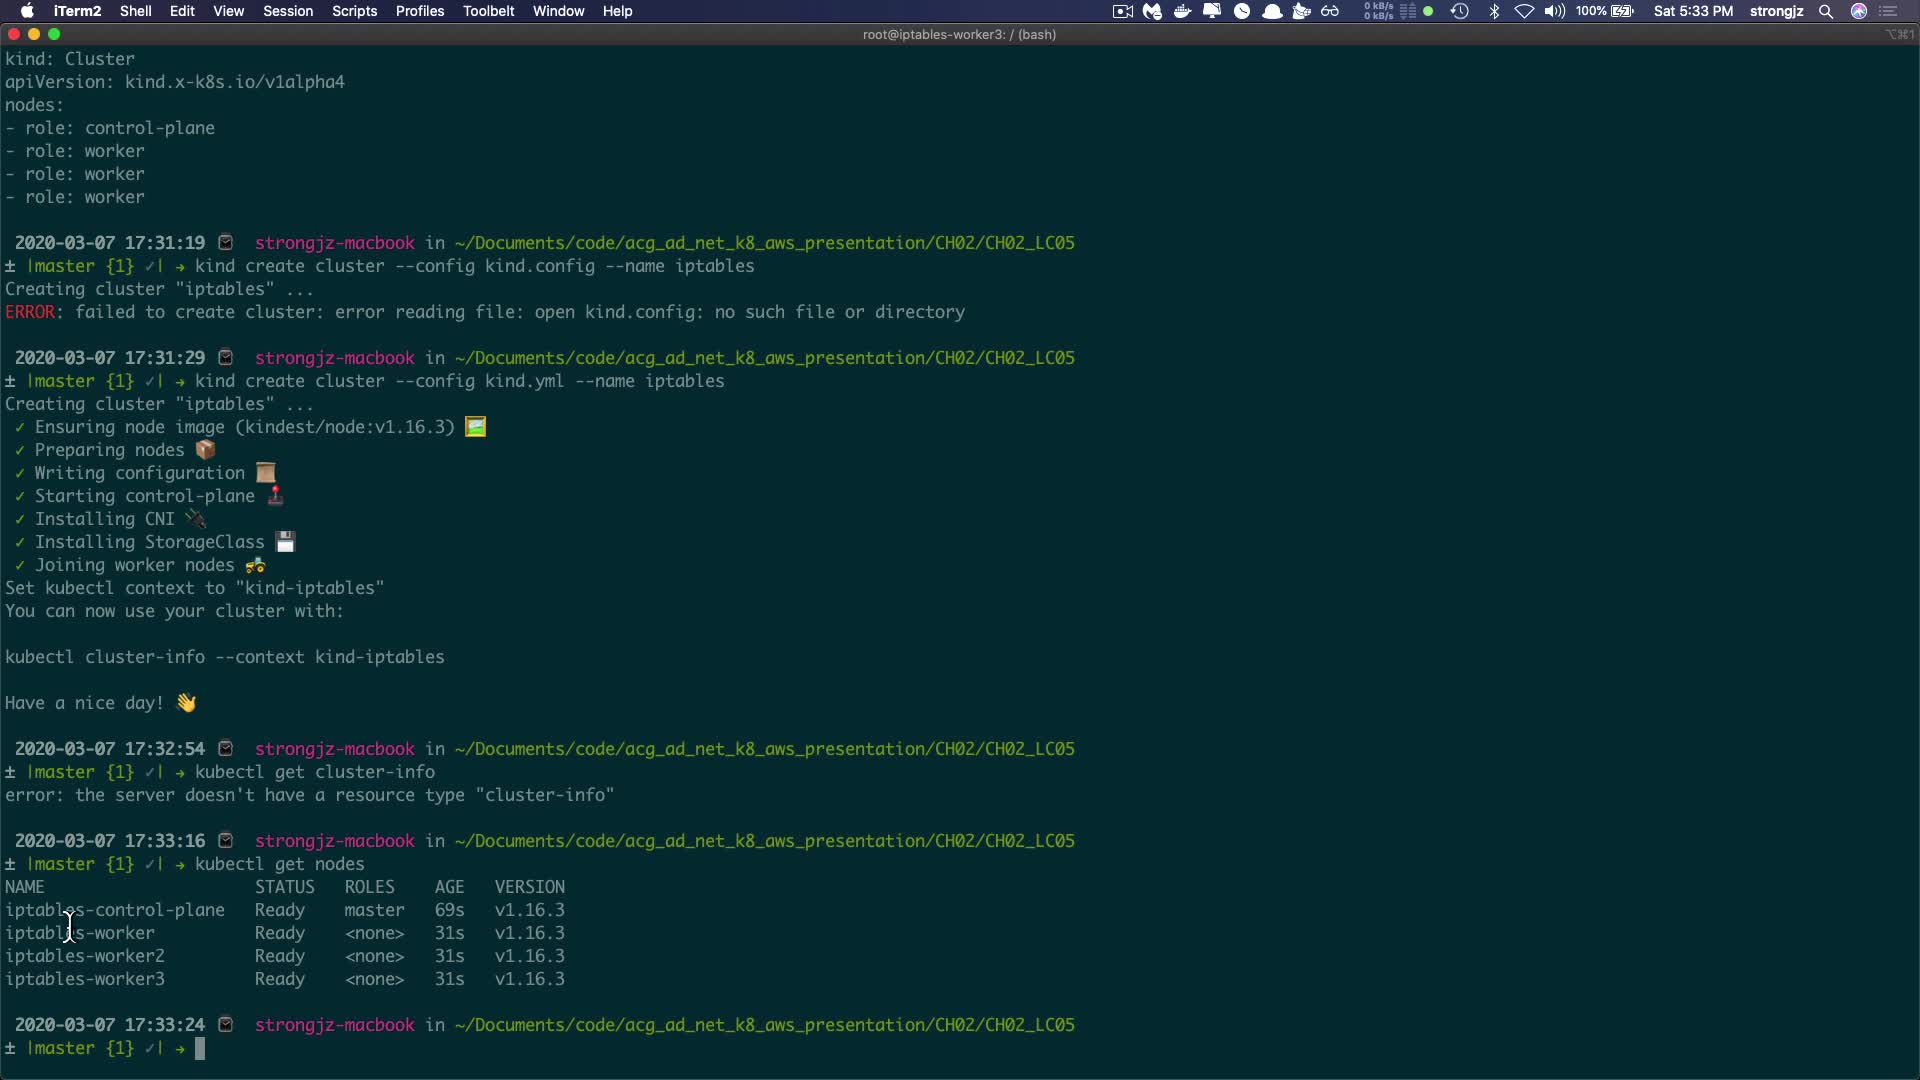 iTerm2 Shell Edit View Session Scripts Profiles Toolbelt Window Help 0 kB/s 0 kB/s 100% Sat 5:33 PM strongjz
root@iptables-worker3: / (bash) ⌥⌘1
kind: Cluster
apiVersion: kind.x-k8s.io/v1alpha4
nodes:
- role: control-plane
- role: worker
- role: worker
- role: worker
2020-03-07 17:31:19 ⌚ strongjz-macbook in ~/Documents/code/acg_ad_net_k8_aws_presentation/CH02/CH02_LC05
± |master {1} ✓| → kind create cluster --config kind.config --name iptables
Creating cluster "iptables" ...
ERROR: failed to create cluster: error reading file: open kind.config: no such file or directory
2020-03-07 17:31:29 ⌚ strongjz-macbook in ~/Documents/code/acg_ad_net_k8_aws_presentation/CH02/CH02_LC05
± |master {1} ✓| → kind create cluster --config kind.yml --name iptables
Creating cluster "iptables" ...
✓ Ensuring node image (kindest/node:v1.16.3) 🖼
✓ Preparing nodes 📦
✓ Writing configuration 📜
✓ Starting control-plane 🕹
✓ Installing CNI 🔌
✓ Installing StorageClass 💾
✓ Joining worker nodes 🚜
Set kubectl context to "kind-iptables"
You can now use your cluster with:
kubectl cluster-info --context kind-iptables
Have a nice day! 👋
2020-03-07 17:32:54 ⌚ strongjz-macbook in ~/Documents/code/acg_ad_net_k8_aws_presentation/CH02/CH02_LC05
± |master {1} ✓| → kubectl get cluster-info
error: the server doesn't have a resource type "cluster-info"
2020-03-07 17:33:16 ⌚ strongjz-macbook in ~/Documents/code/acg_ad_net_k8_aws_presentation/CH02/CH02_LC05
± |master {1} ✓| → kubectl get nodes
NAME STATUS ROLES AGE VERSION
iptables-control-plane Ready master 69s v1.16.3
iptables-worker Ready <none> 31s v1.16.3
iptables-worker2 Ready <none> 31s v1.16.3
iptables-worker3 Ready <none> 31s v1.16.3
2020-03-07 17:33:24 ⌚ strongjz-macbook in ~/Documents/code/acg_ad_net_k8_aws_presentation/CH02/CH02_LC05
± |master {1} ✓| →